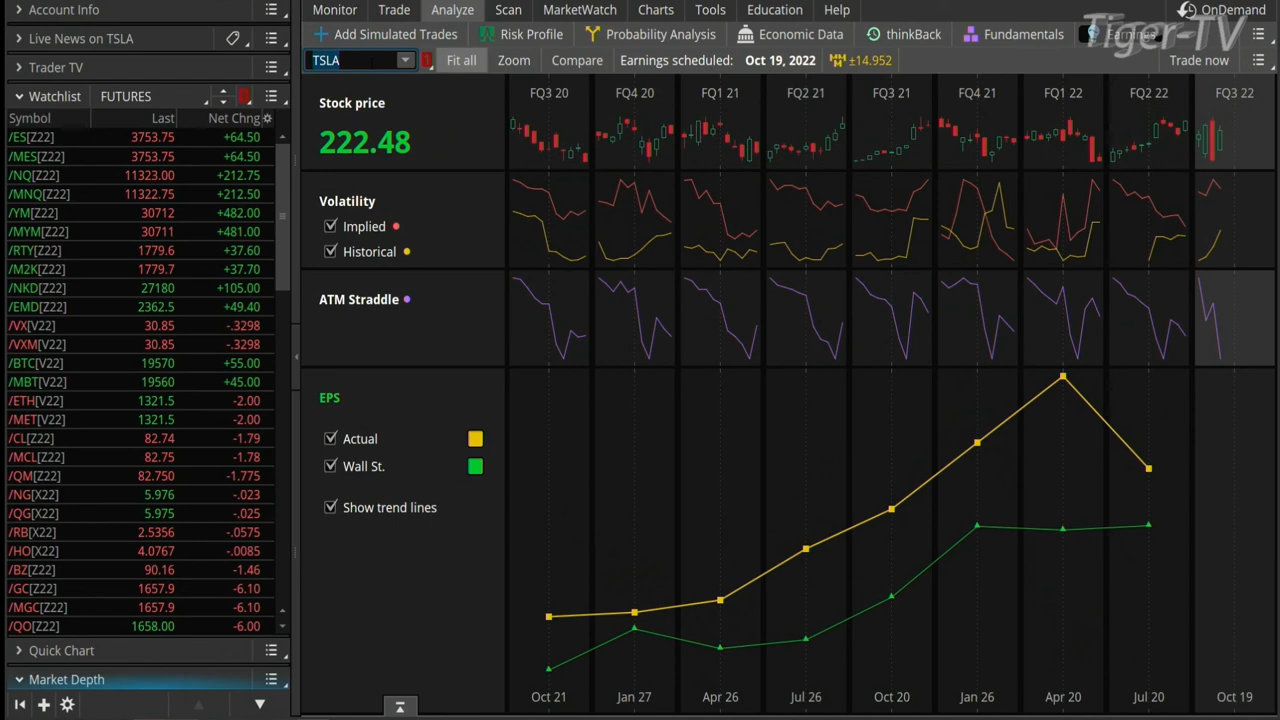 Account Info
Monitor Trade Analyze Scan MarketWatch Charts Tools Education Help OnDemand
Tiger-TV
Live News on TSLA
Add Simulated Trades Risk Profile Probability Analysis Economic Data thinkBack Fundamentals Earnings
Trader TV
TSLA Fit all Zoom Compare Earnings scheduled: Oct 19, 2022 ±14.952 Trade now
Watchlist FUTURES
Symbol Last Net Chng
/ES[Z22] 3753.75 +64.50
/MES[Z22] 3753.75 +64.50
/NQ[Z22] 11323.00 +212.75
/MNQ[Z22] 11322.75 +212.50
/YM[Z22] 30712 +482.00
/MYM[Z22] 30711 +481.00
/RTY[Z22] 1779.6 +37.60
/M2K[Z22] 1779.7 +37.70
/NKD[Z22] 27180 +105.00
/EMD[Z22] 2362.5 +49.40
/VX[V22] 30.85 -.3298
/VXM[V22] 30.85 -.3298
/BTC[V22] 19570 +55.00
/MBT[V22] 19560 +45.00
/ETH[V22] 1321.5 -2.00
/MET[V22] 1321.5 -2.00
/CL[Z22] 82.74 -1.79
/MCL[Z22] 82.75 -1.78
/QM[Z22] 82.750 -1.775
/NG[X22] 5.976 -.023
/QG[X22] 5.975 -.025
/RB[X22] 2.5356 -.0575
/HO[X22] 4.0767 -.0085
/BZ[Z22] 90.16 -1.46
/GC[Z22] 1657.9 -6.10
/MGC[Z22] 1657.9 -6.10
/QO[Z22] 1658.00 -6.00
Quick Chart
Market Depth
FQ3 20 FQ4 20 FQ1 21 FQ2 21 FQ3 21 FQ4 21 FQ1 22 FQ2 22 FQ3 22
Stock price
222.48
Volatility
Implied
Historical
ATM Straddle
EPS
Actual
Wall St.
Show trend lines
Oct 21 Jan 27 Apr 26 Jul 26 Oct 20 Jan 26 Apr 20 Jul 20 Oct 19